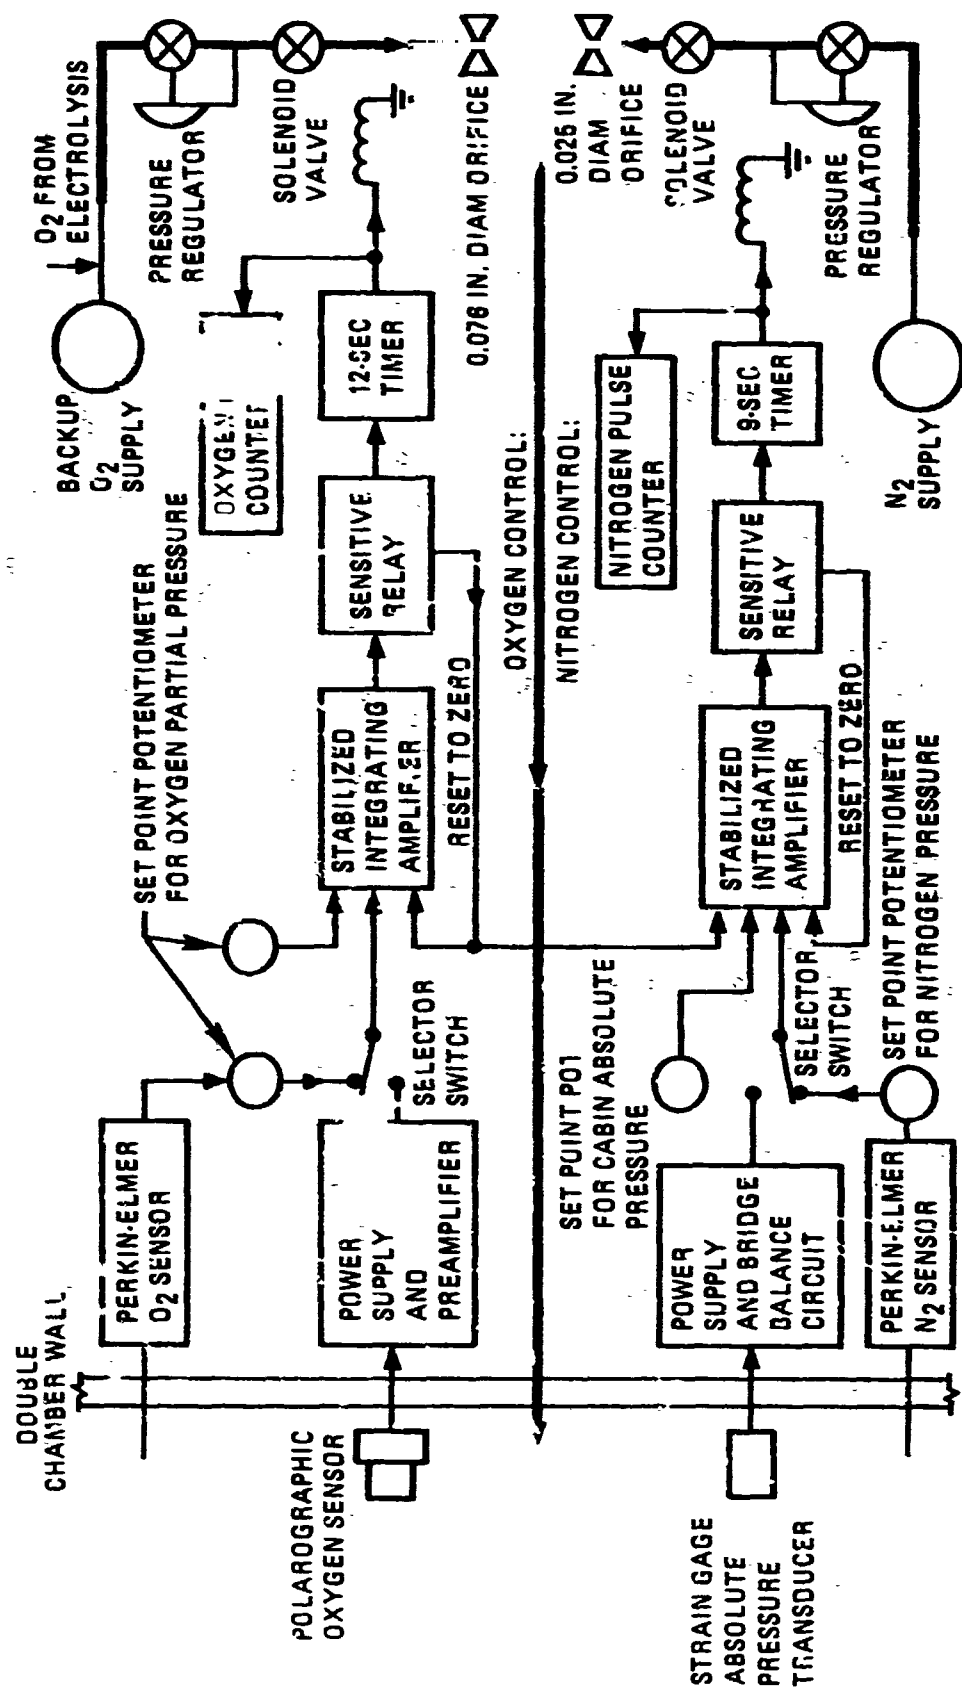 DOUBLE
CHAMBER WALL
POLAROGRAPHIC
OXYGEN SENSOR
PERKIN-ELMER
O2 SENSOR
POWER
SUPPLY
AND
PREAMPLIFIER
SELECTOR
SWITCH
SET POINT POTENTIOMETER
FOR OXYGEN PARTIAL PRESSURE
STABILIZED
INTEGRATING
AMPLIFIER
RESET TO ZERO
SENSITIVE
RELAY
12-SEC
TIMER
OXYGEN
COUNTER
BACKUP
O2
SUPPLY
O2 FROM
ELECTROLYSIS
PRESSURE
REGULATOR
SOLENOID
VALVE
0.076 IN. DIAM ORIFICE
OXYGEN CONTROL:
NITROGEN CONTROL:
0.025 IN.
DIAM
ORIFICE
SOLENOID
VALVE
PRESSURE
REGULATOR
N2
SUPPLY
NITROGEN PULSE
COUNTER
9-SEC
TIMER
SENSITIVE
RELAY
STABILIZED
INTEGRATING
AMPLIFIER
RESET TO ZERO
SET POINT POT
FOR CABIN ABSOLUTE
PRESSURE
SELECTOR
SWITCH
SET POINT POTENTIOMETER
FOR NITROGEN PRESSURE
POWER
SUPPLY
AND BRIDGE
BALANCE
CIRCUIT
PERKIN-ELMER
N2 SENSOR
STRAIN GAGE
ABSOLUTE
PRESSURE
TRANSDUCER